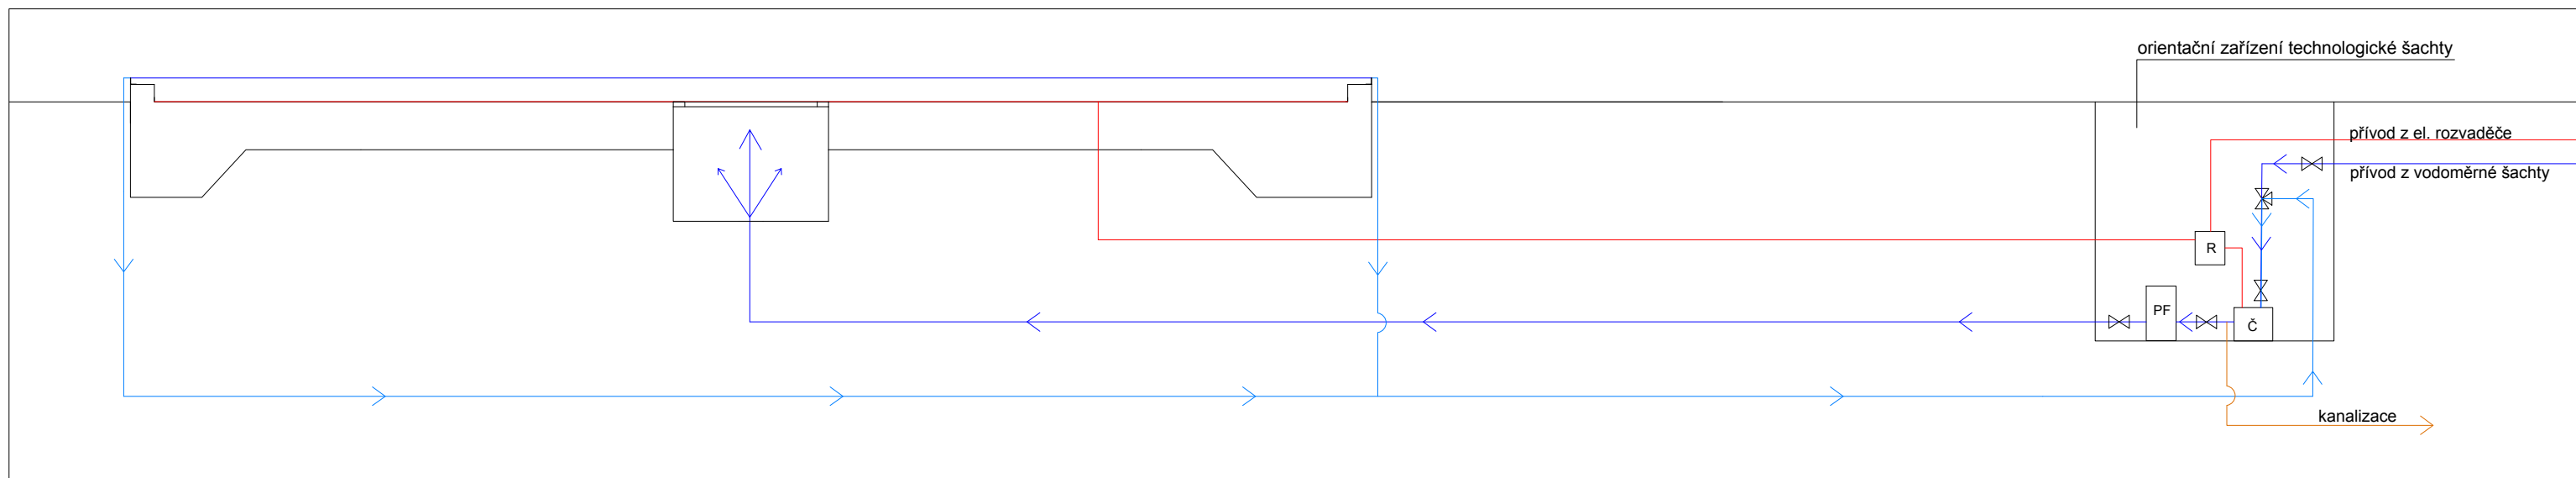 orientační zařízení technologické šachty
přívod z el. rozvaděče
přívod z vodoměrné šachty
R
PF
Č
kanalizace